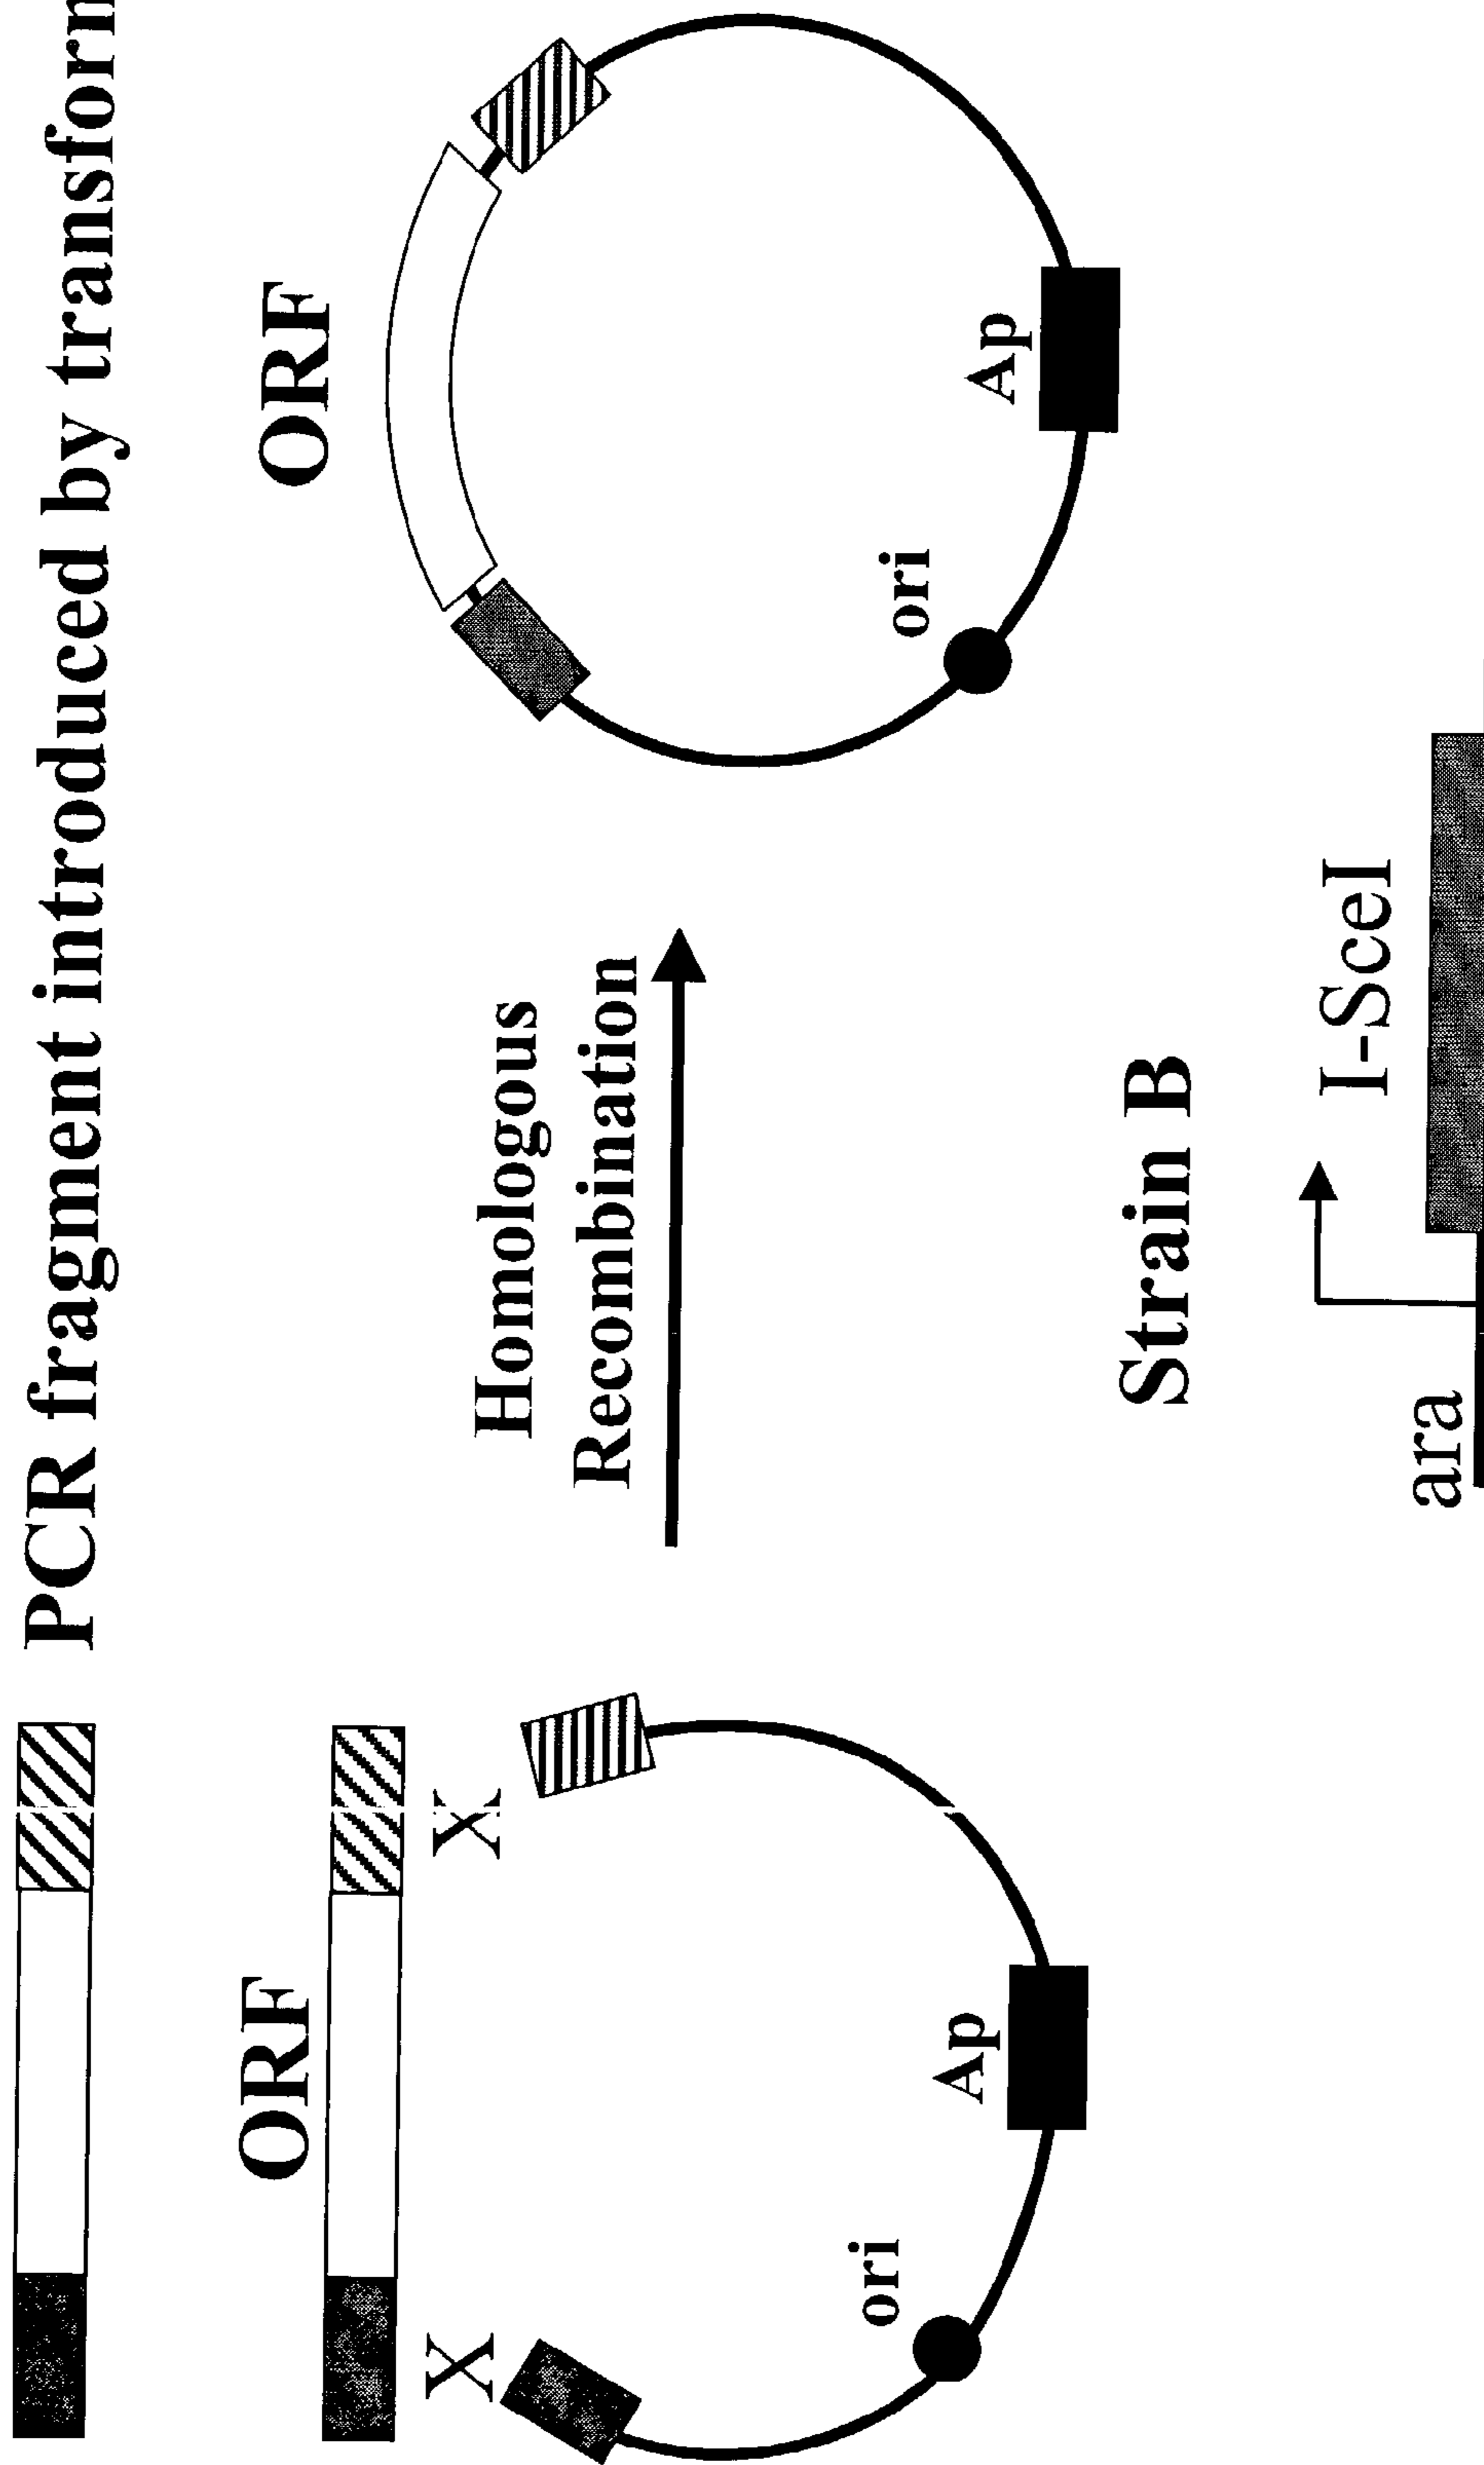 PCR fragment introduced by transform
ORF
X
X
ori
Ap
Homologous
Recombination
ORF
ori
Ap
Strain B
ara
I-SceI